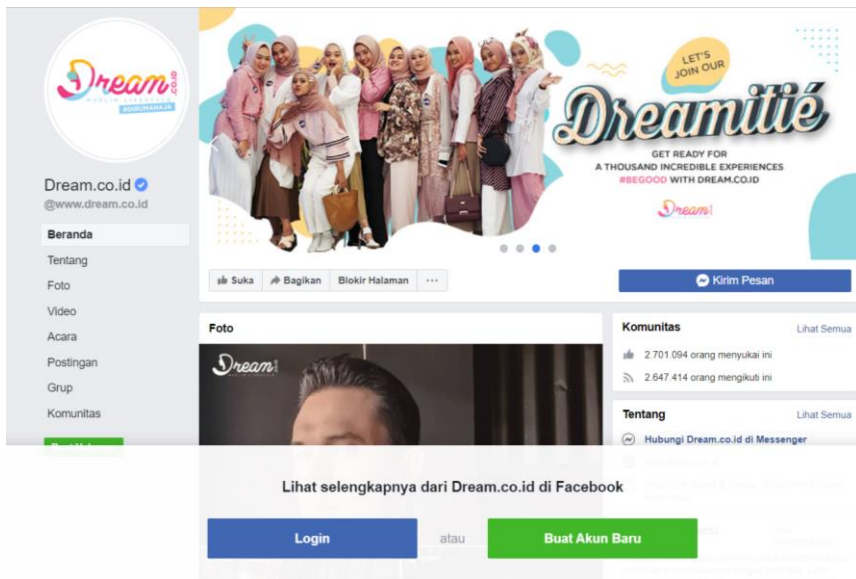 Dream.co.id
MUSLIM LIFESTYLE
#DIRUMAHAJA
Dream.co.id
@www.dream.co.id
Beranda
Tentang
Foto
Video
Acara
Postingan
Grup
Komunitas
LET'S
JOIN OUR
Dreamitié
GET READY FOR
A THOUSAND INCREDIBLE EXPERIENCES
#BEGOOD WITH DREAM.CO.ID
Dream
Suka
Bagikan
Blokir Halaman
Kirim Pesan
Foto
Dream
Komunitas
Lihat Semua
2.701.094 orang menyukai ini
2.647.414 orang mengikuti ini
Tentang
Lihat Semua
Hubungi Dream.co.id di Messenger
Lihat selengkapnya dari Dream.co.id di Facebook
Login
atau
Buat Akun Baru